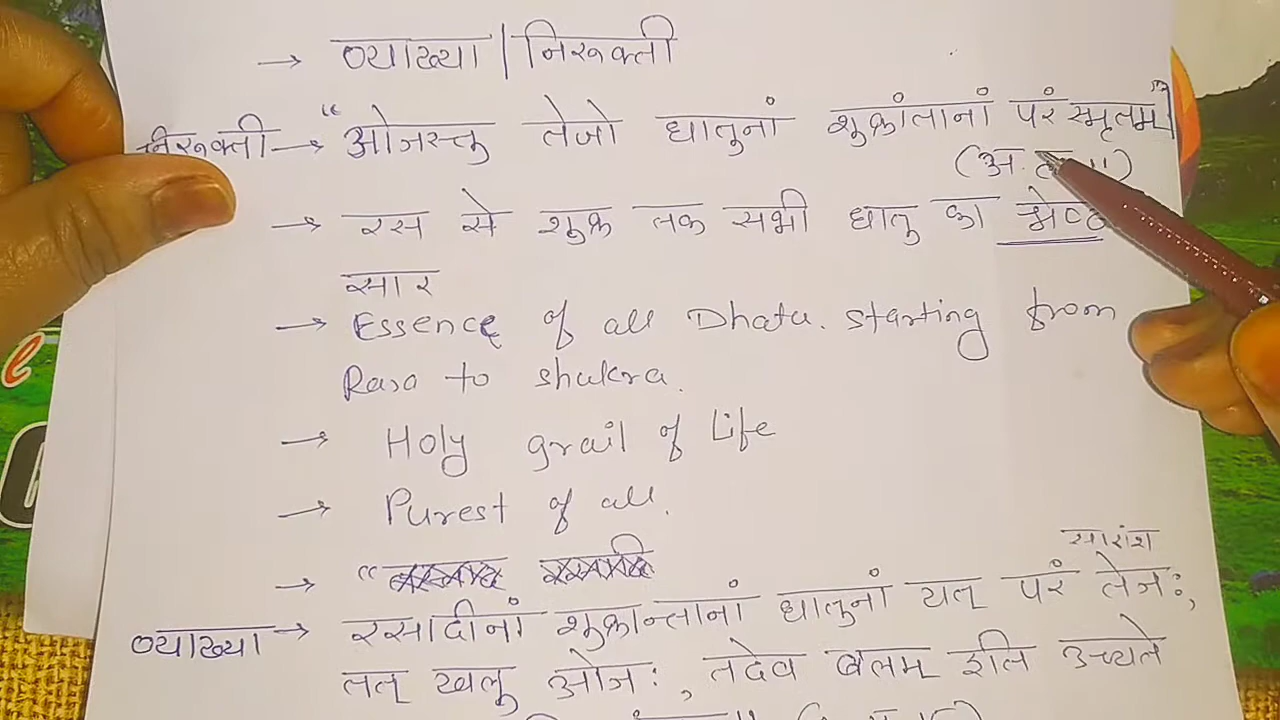 → व्याख्या | निरूक्ती
निरूक्ती → "ओजस्तु तेजो धातुनां शुक्रांतानां परं स्मृतम्"
(अ.
→ रस से शुक्र तक सभी धातु का श्रेष्ठ
सार
→ Essence of all Dhatu. starting from
Rasa to shukra.
→ Holy grail of Life
→ Purest of all.
→ "
सारांश
व्याख्या → रसादीनां शुक्रान्तानां धातुनां यत् परं तेजः,
तत् खलु ओजः, तदेव बलम् इति उच्यते